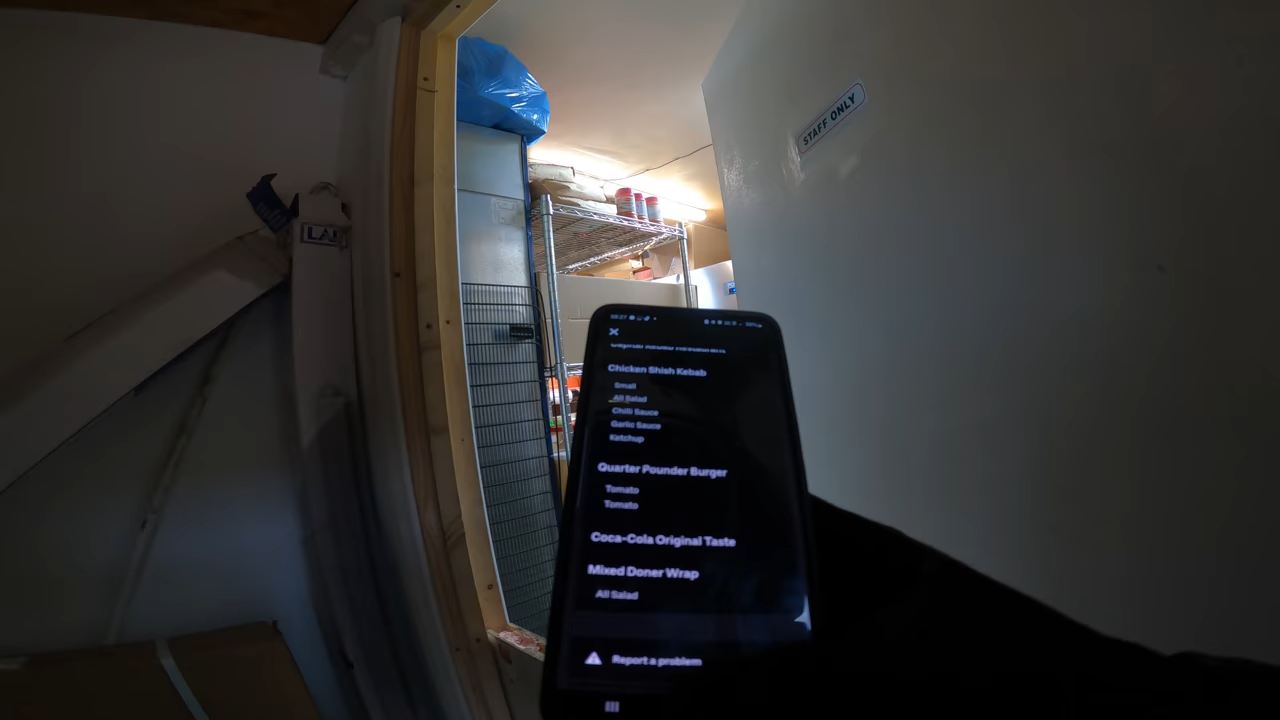 STAFF ONLY
LAI
Chicken Shish Kebab
Small
All Salad
Chilli Sauce
Garlic Sauce
Ketchup
Quarter Pounder Burger
Tomato
Tomato
Coca-Cola Original Taste
Mixed Doner Wrap
All Salad
Report a problem